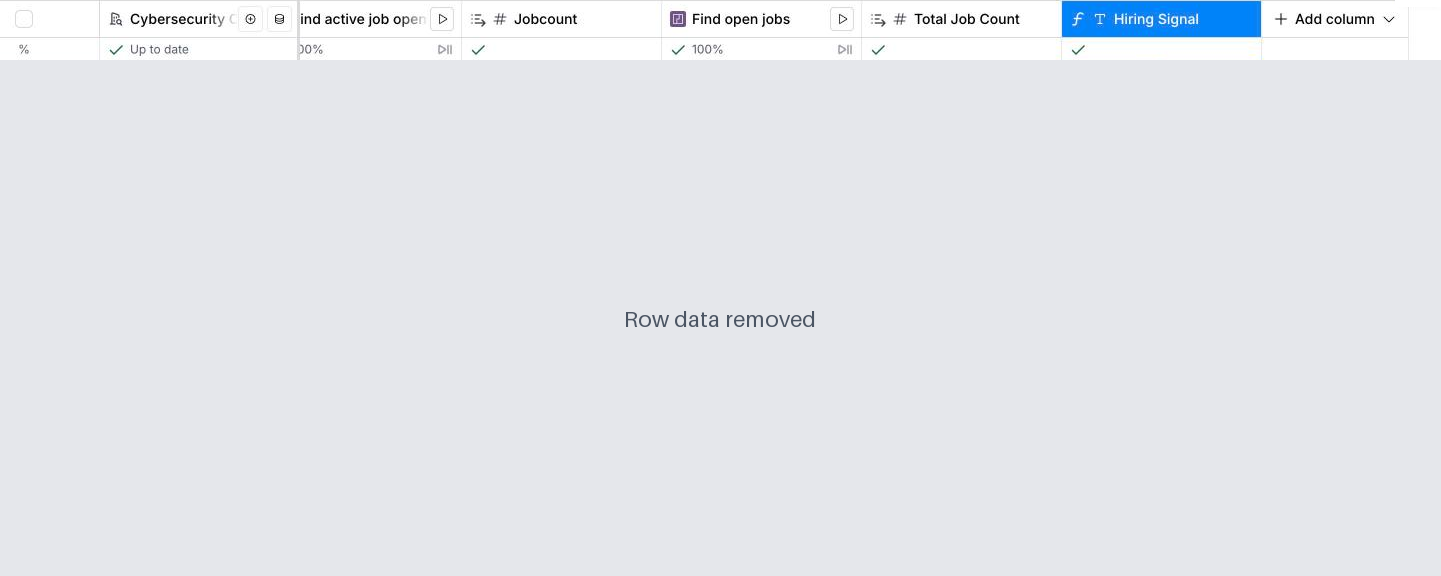 Cybersecurity
ind active job open
Jobcount
Find open jobs
Total Job Count
Hiring Signal
Add column
%
Up to date
00%
100%
Row data removed